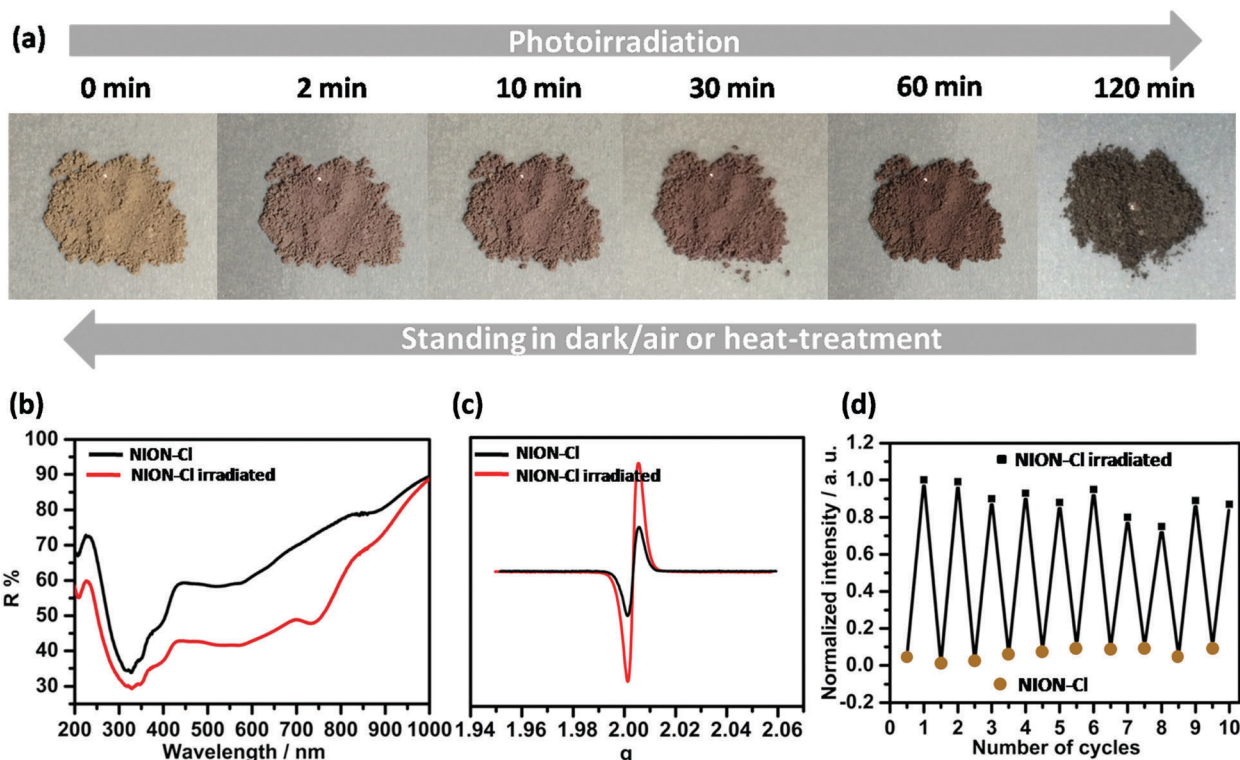 (a)
Photoirradiation
0 min 2 min 10 min 30 min 60 min 120 min
Standing in dark/air or heat-treatment
(b)
100
90
80
70
60
50
40
30
R %
NION-Cl
NION-Cl irradiated
200 300 400 500 600 700 800 900 1000
Wavelength / nm
(c)
NION-Cl
NION-Cl irradiated
1.94 1.96 1.98 2.00 2.02 2.04 2.06
g
(d)
1.2
1.0
0.8
0.6
0.4
0.2
0.0
-0.2
Normalized intensity / a. u.
NION-Cl irradiated
NION-Cl
0 1 2 3 4 5 6 7 8 9 10
Number of cycles